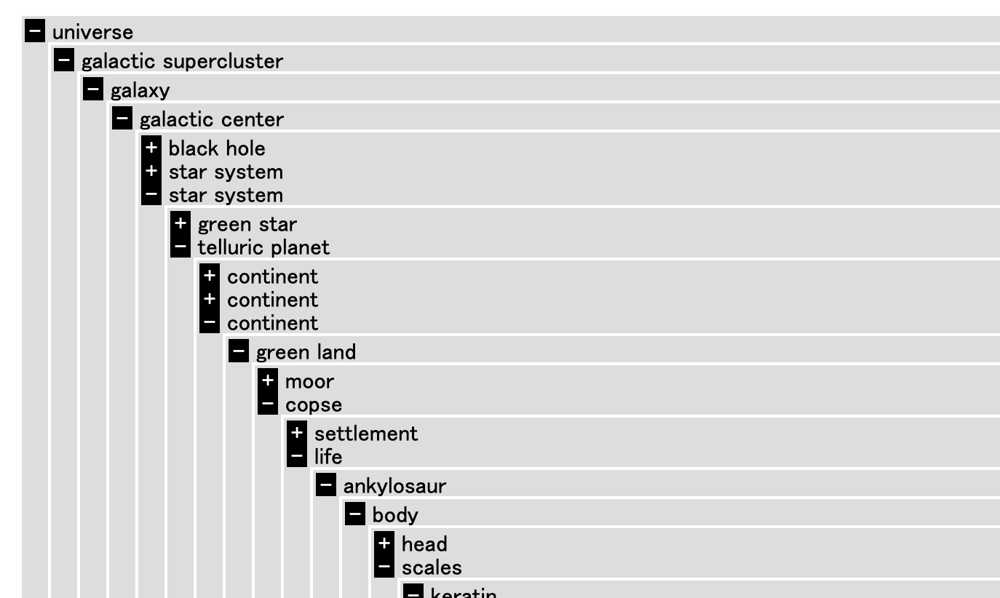 − universe
− galactic supercluster
− galaxy
− galactic center
+ black hole
+ star system
− star system
+ green star
− telluric planet
+ continent
+ continent
− continent
− green land
+ moor
− copse
+ settlement
− life
− ankylosaur
− body
+ head
− scales
− keratin